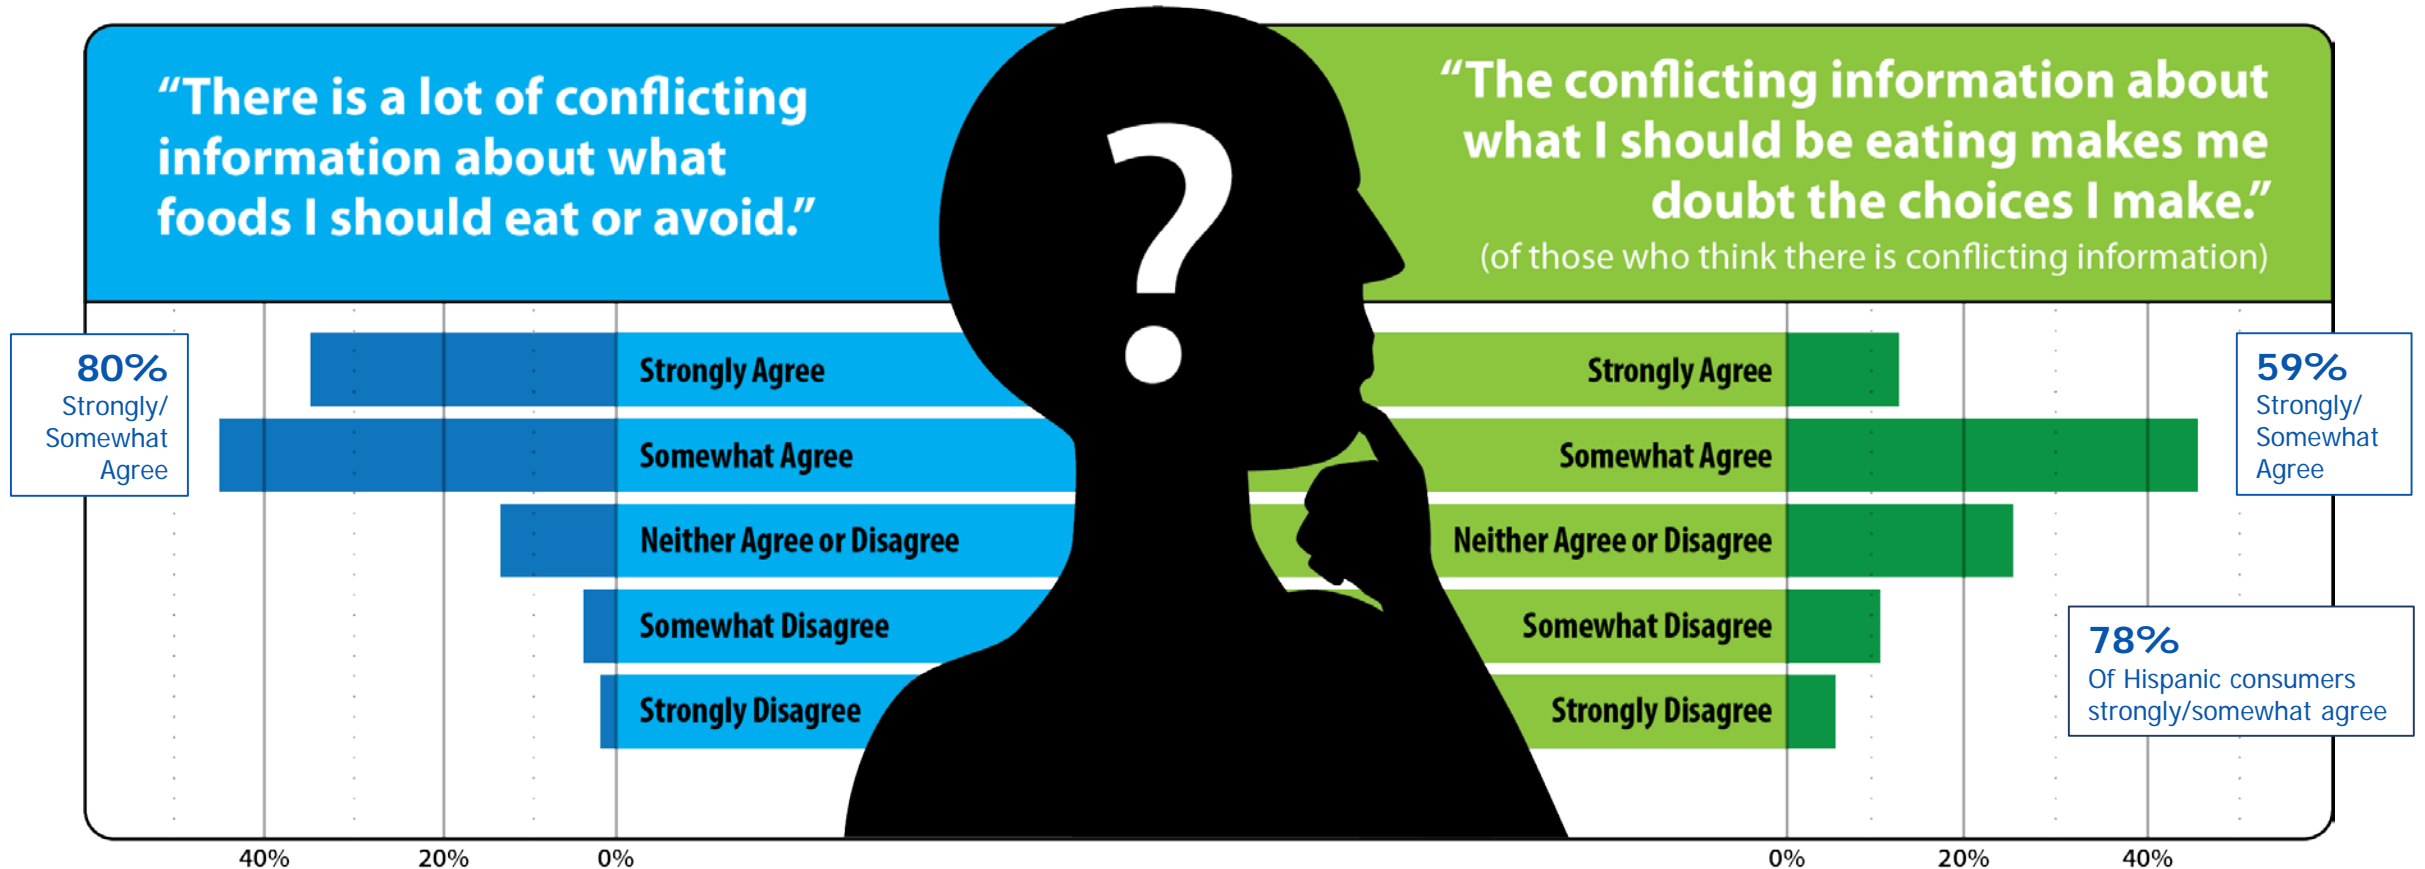 “There is a lot of conflicting
information about what
foods I should eat or avoid.”
?
“The conflicting information about
what I should be eating makes me
doubt the choices I make.”
(of those who think there is conflicting information)
80%
Strongly/
Somewhat
Agree
Strongly Agree
Somewhat Agree
Neither Agree or Disagree
Somewhat Disagree
Strongly Disagree
40%
20%
0%
Strongly Agree
Somewhat Agree
Neither Agree or Disagree
Somewhat Disagree
Strongly Disagree
59%
Strongly/
Somewhat
Agree
78%
Of Hispanic consumers
strongly/somewhat agree
0%
20%
40%